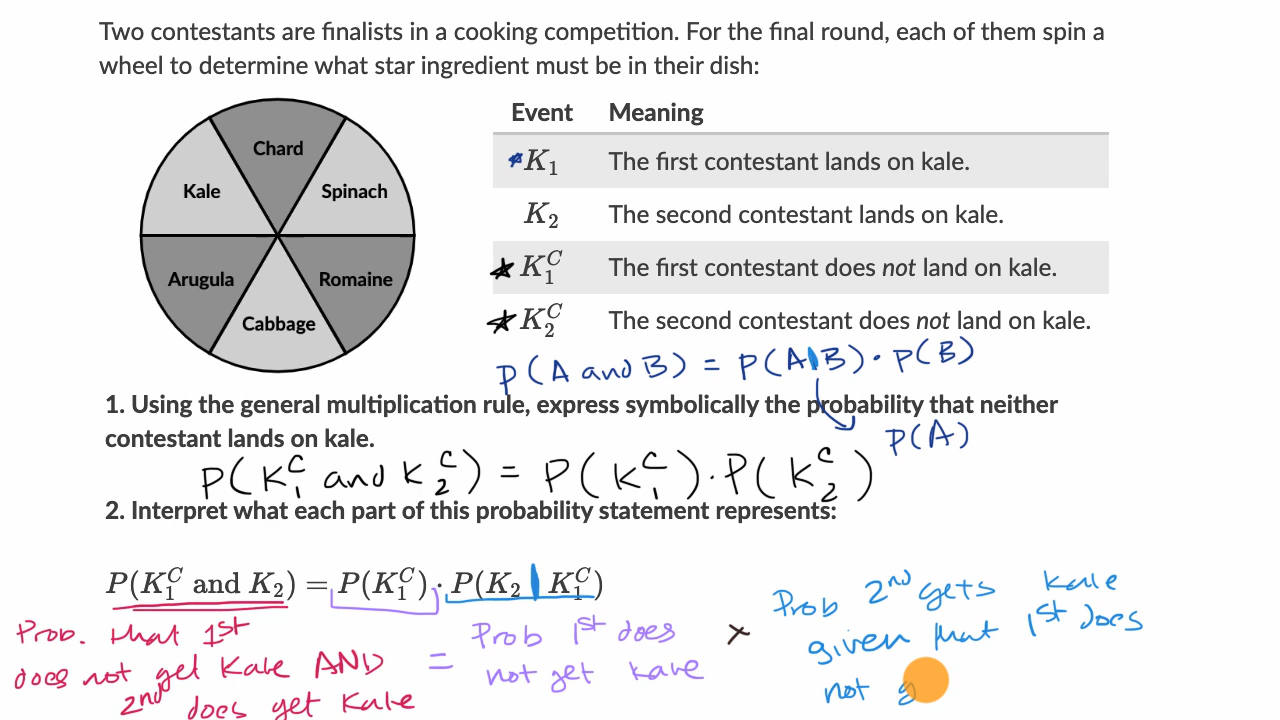 Two contestants are finalists in a cooking competition. For the final round, each of them spin a
wheel to determine what star ingredient must be in their dish:
Chard
Kale
Spinach
Arugula
Romaine
Cabbage
Event Meaning
*K₁ The first contestant lands on kale.
K₂ The second contestant lands on kale.
★ K₁ᶜ The first contestant does not land on kale.
★ K₂ᶜ The second contestant does not land on kale.
P(A and B) = P(A|B) · P(B)
1. Using the general multiplication rule, express symbolically the probability that neither
contestant lands on kale.
P(A)
P(K₁ᶜ and K₂ᶜ) = P(K₁ᶜ) · P(K₂ᶜ)
2. Interpret what each part of this probability statement represents:
P(K₁ᶜ and K₂) = P(K₁ᶜ) · P(K₂ | K₁ᶜ)
Prob. that 1st
does not get Kale AND
2nd does get Kale
=
Prob 1st does
not get kale
×
Prob 2nd gets kale
given that 1st does
not g